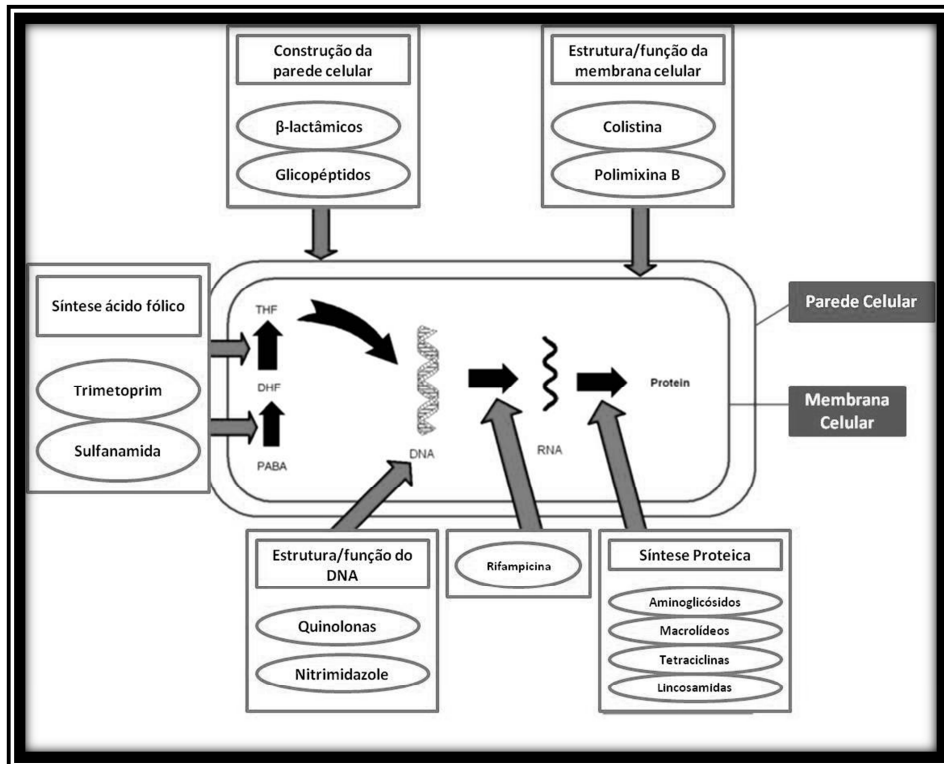 Construção da
parede celular
β-lactâmicos
Glicopéptidos
Estrutura/função da
membrana celular
Colistina
Polimixina B
Síntese ácido fólico
Trimetoprim
Sulfanamida
THF
DHF
PABA
DNA
RNA
Protein
Parede Celular
Membrana
Celular
Estrutura/função do
DNA
Quinolonas
Nitrimidazole
Rifampicina
Síntese Proteica
Aminoglicósidos
Macrolídeos
Tetraciclinas
Lincosamidas